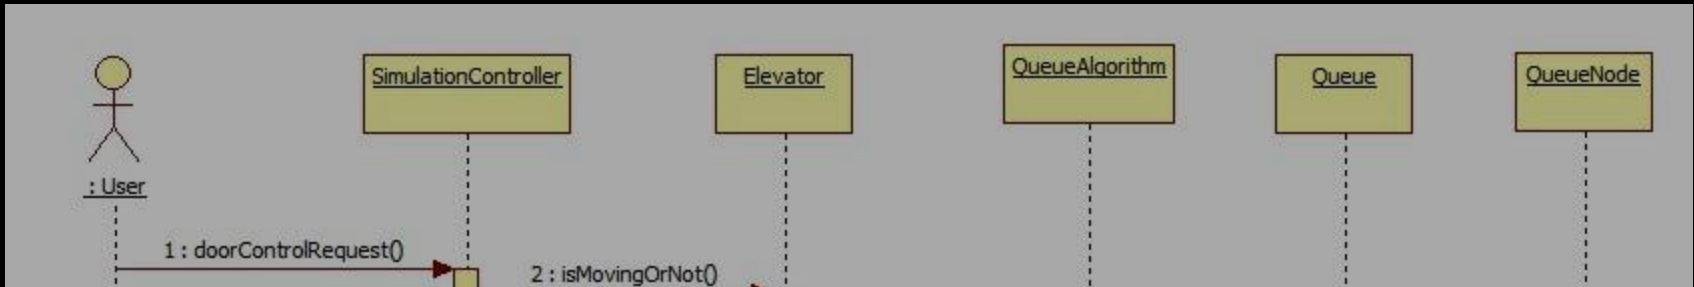 SimulationController
Elevator
QueueAlgorithm
Queue
QueueNode
: User
1 : doorControlRequest()
2 : isMovingOrNot()